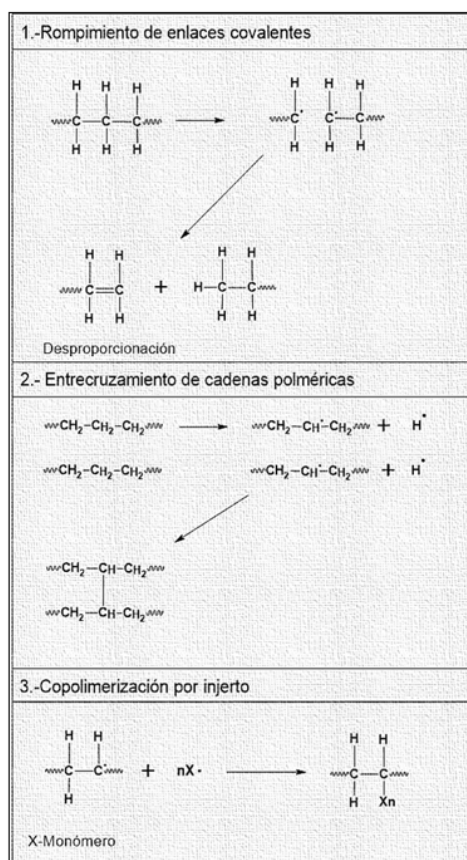 1.-Rompimiento de enlaces covalentes
H H H H H H
C—C—C C· C·—C
H H H H H H
H H H H
C=C + H—C—C
H H H H
Desproporcionación
2.- Entrecruzamiento de cadenas polméricas
CH2-CH2-CH2 CH2-CH·-CH2 + H·
CH2-CH2-CH2 CH2-CH·-CH2 + H·
CH2-CH-CH2
CH2-CH-CH2
3.-Copolimerización por injerto
H H H H
C—C· + nX· C—C
H H Xn
X-Monómero